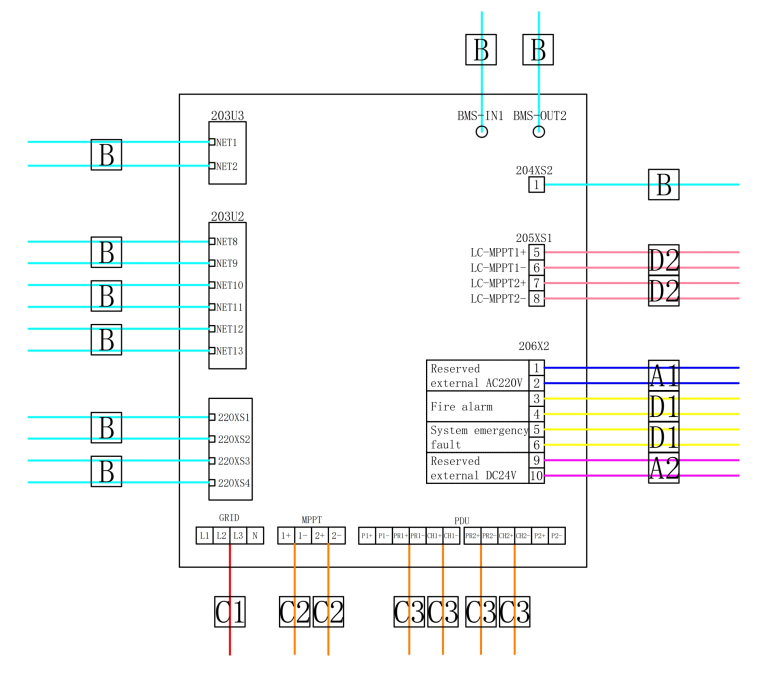 B B
203U3
BMS-IN1 BMS-OUT2
NET1
B
NET2
204XS2
1 B
203U2
205XS1
NET8
LC-MPPT1+ 5
B
D2
NET9
LC-MPPT1- 6
NET10
LC-MPPT2+ 7
B
D2
NET11
LC-MPPT2- 8
NET12
B
NET13
206X2
Reserved 1
external AC220V 2
A1
Fire alarm 3
4
D1
System emergency 5
fault 6
D1
Reserved 9
external DC24V 10
A2
220XS1
B
220XS2
220XS3
B
220XS4
GRID MPPT PDU
L1 L2 L3 N 1+ 1- 2+ 2- P1+ P1- PR1+ PR1- CH1+ CH1- PR2+ PR2- CH2+ CH2- P2+ P2-
C1 C2 C2 C3 C3 C3 C3